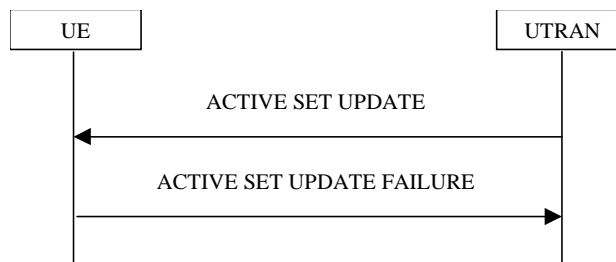 UE
UTRAN
ACTIVE SET UPDATE
ACTIVE SET UPDATE FAILURE